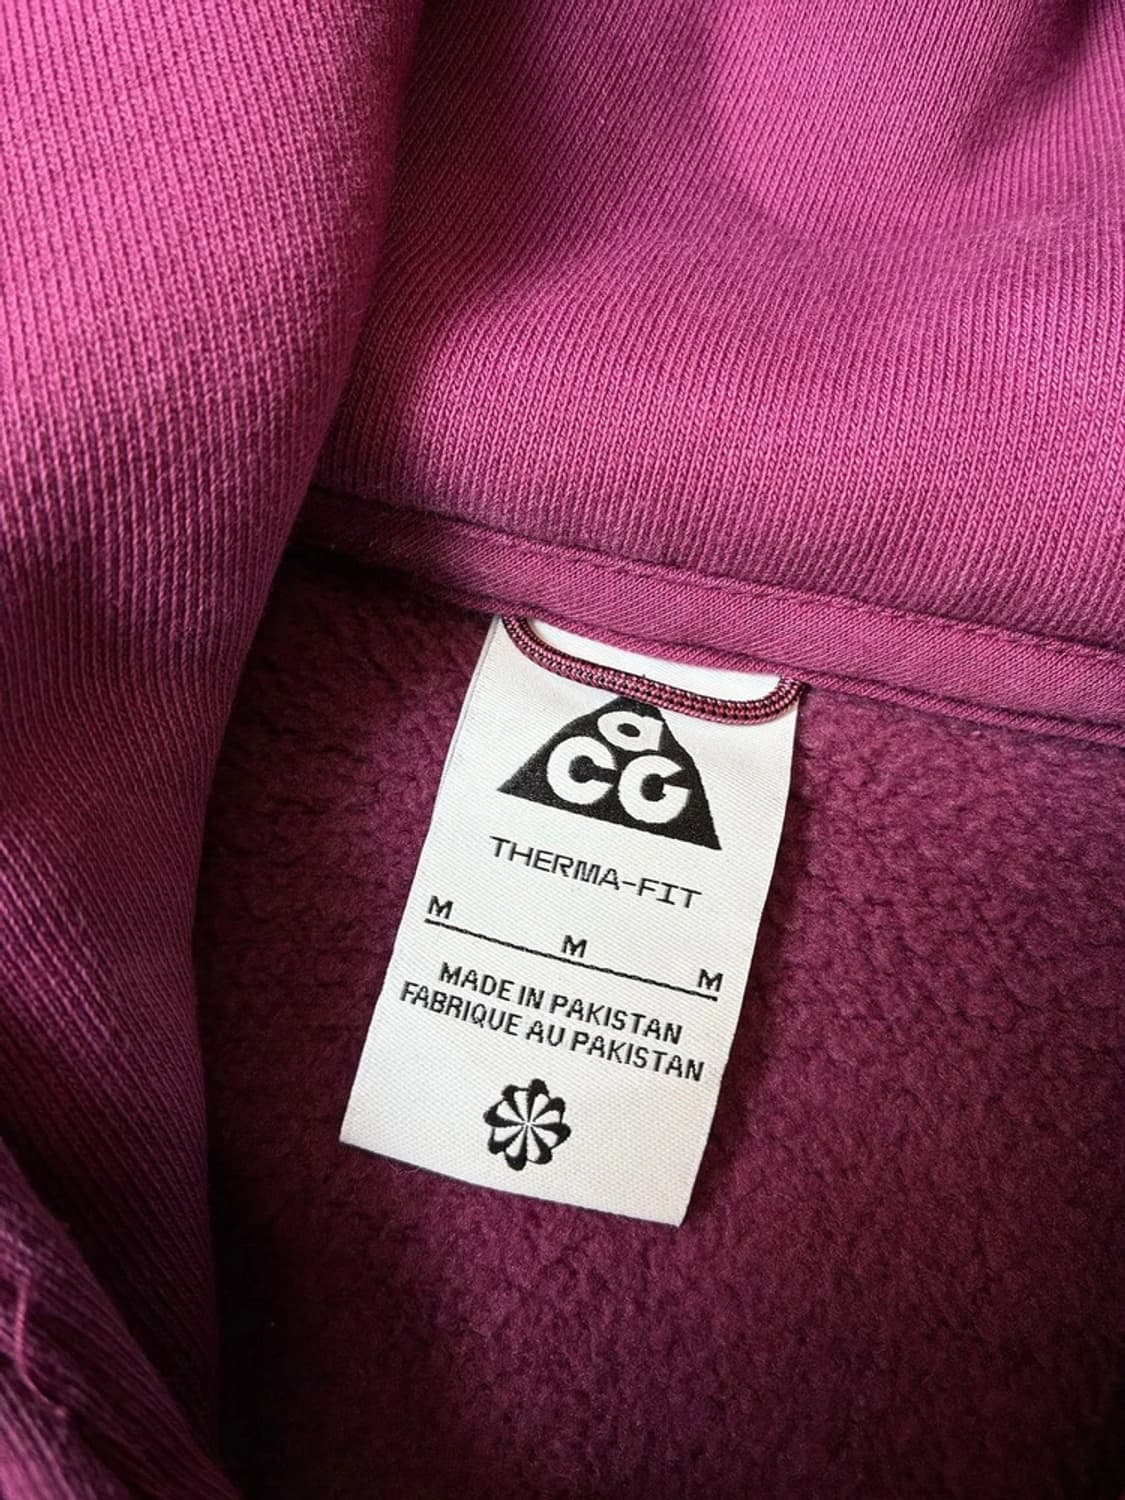 aCG
THERMA-FIT
M
M
M
MADE IN PAKISTAN
FABRIQUE AU PAKISTAN